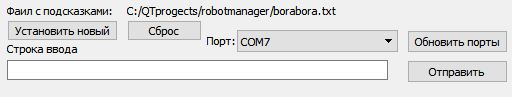 Фаил с подсказками: C:/QTprogects/robotmanager/borabora.txt
Установить новый Сброс
Порт: COM7 Обновить порты
Строка ввода
Отправить